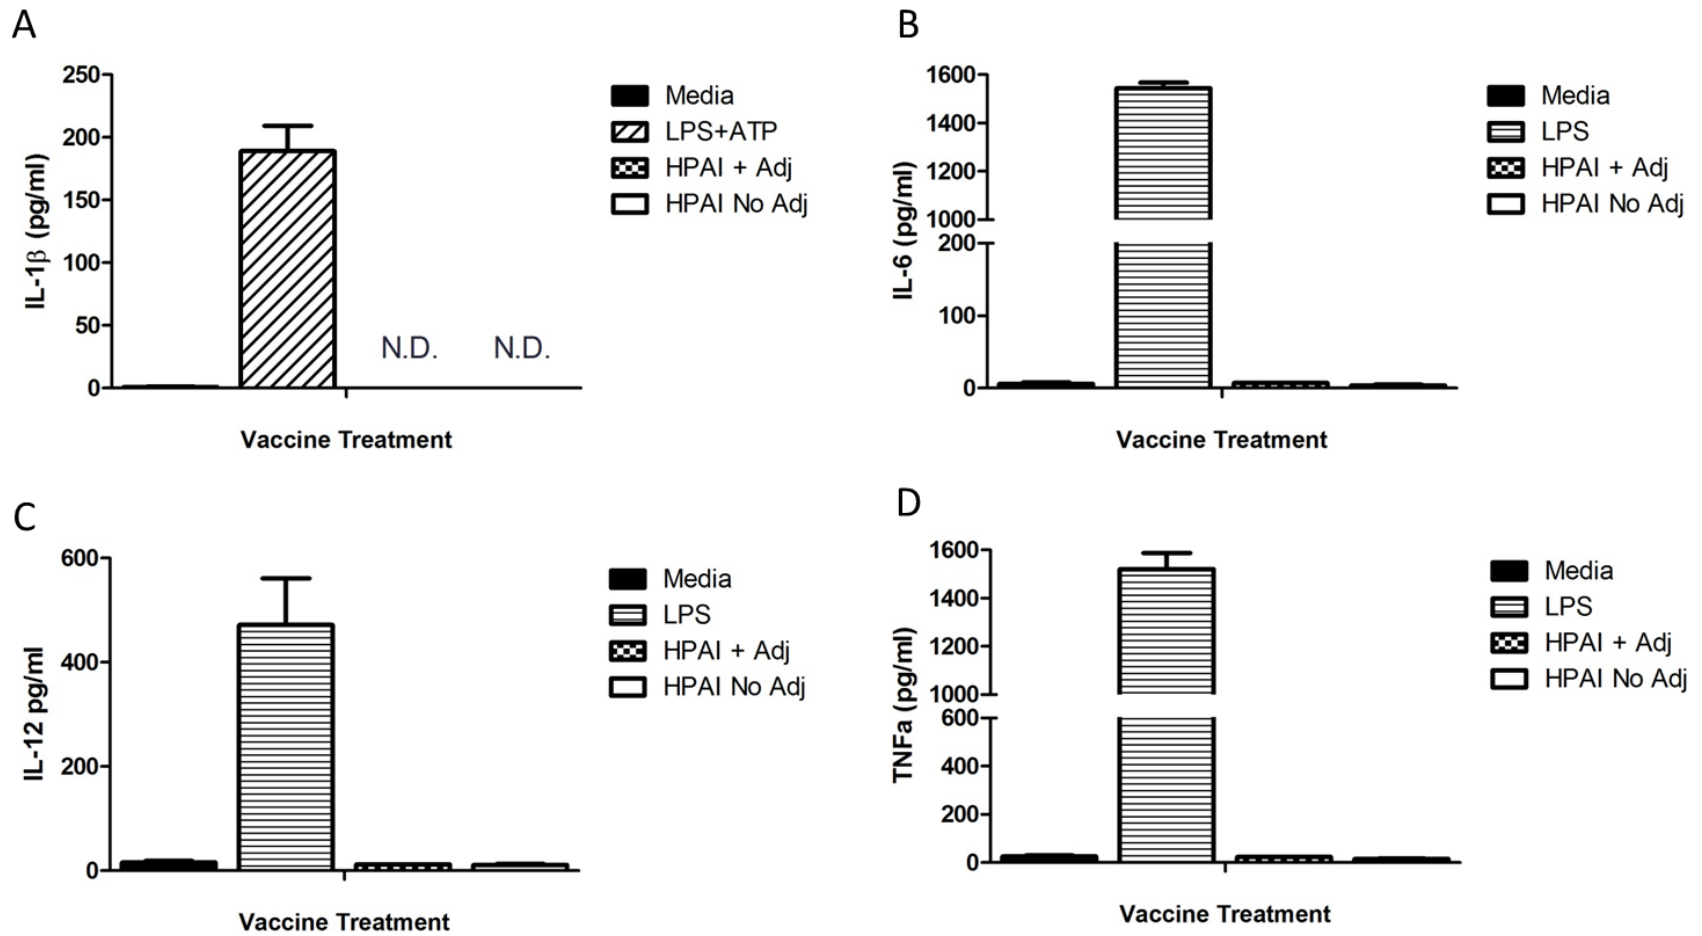 A
250
200
150
100
50
0
IL-1β (pg/ml)
N.D. N.D.
Vaccine Treatment
Media
LPS+ATP
HPAI + Adj
HPAI No Adj
B
1600
1400
1200
1000
200
100
0
IL-6 (pg/ml)
Vaccine Treatment
Media
LPS
HPAI + Adj
HPAI No Adj
C
600
400
200
0
IL-12 pg/ml
Vaccine Treatment
Media
LPS
HPAI + Adj
HPAI No Adj
D
1600
1400
1200
1000
600
400
200
0
TNFa (pg/ml)
Vaccine Treatment
Media
LPS
HPAI + Adj
HPAI No Adj